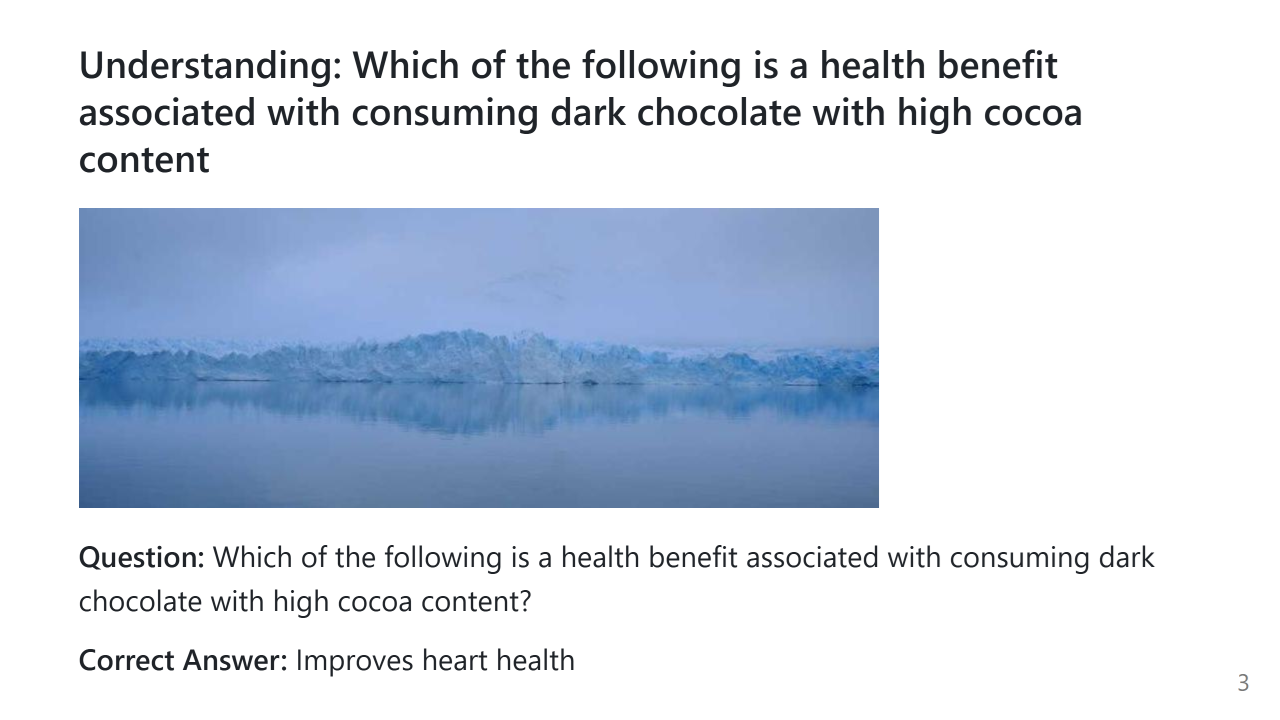 Understanding: Which of the following is a health benefit
associated with consuming dark chocolate with high cocoa
content
Question: Which of the following is a health benefit associated with consuming dark
chocolate with high cocoa content?
Correct Answer: Improves heart health
3